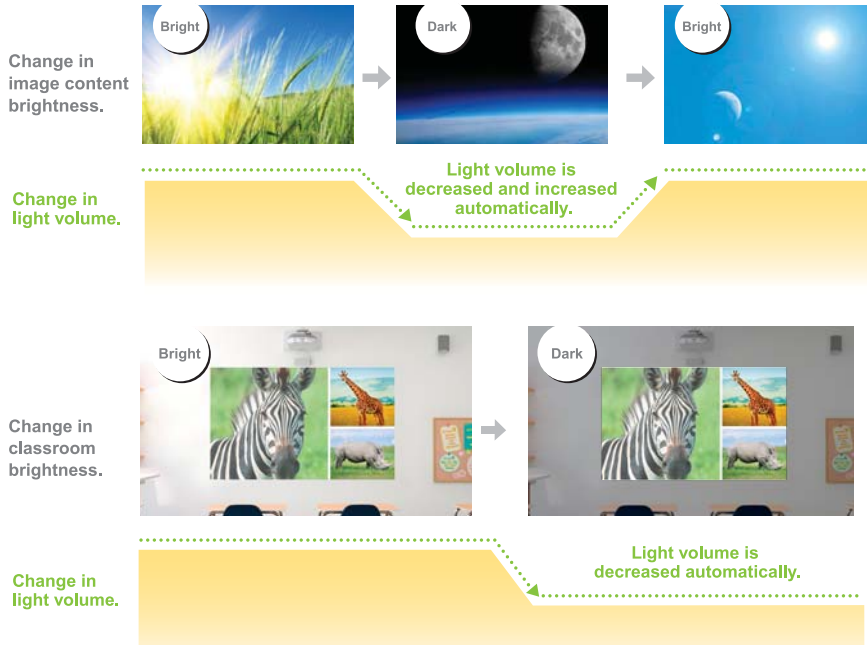 Bright
Dark
Bright
Change in
image content
brightness.
Light volume is
decreased and increased
automatically.
Change in
light volume.
Bright
Dark
Change in
classroom
brightness.
Light volume is
decreased automatically.
Change in
light volume.